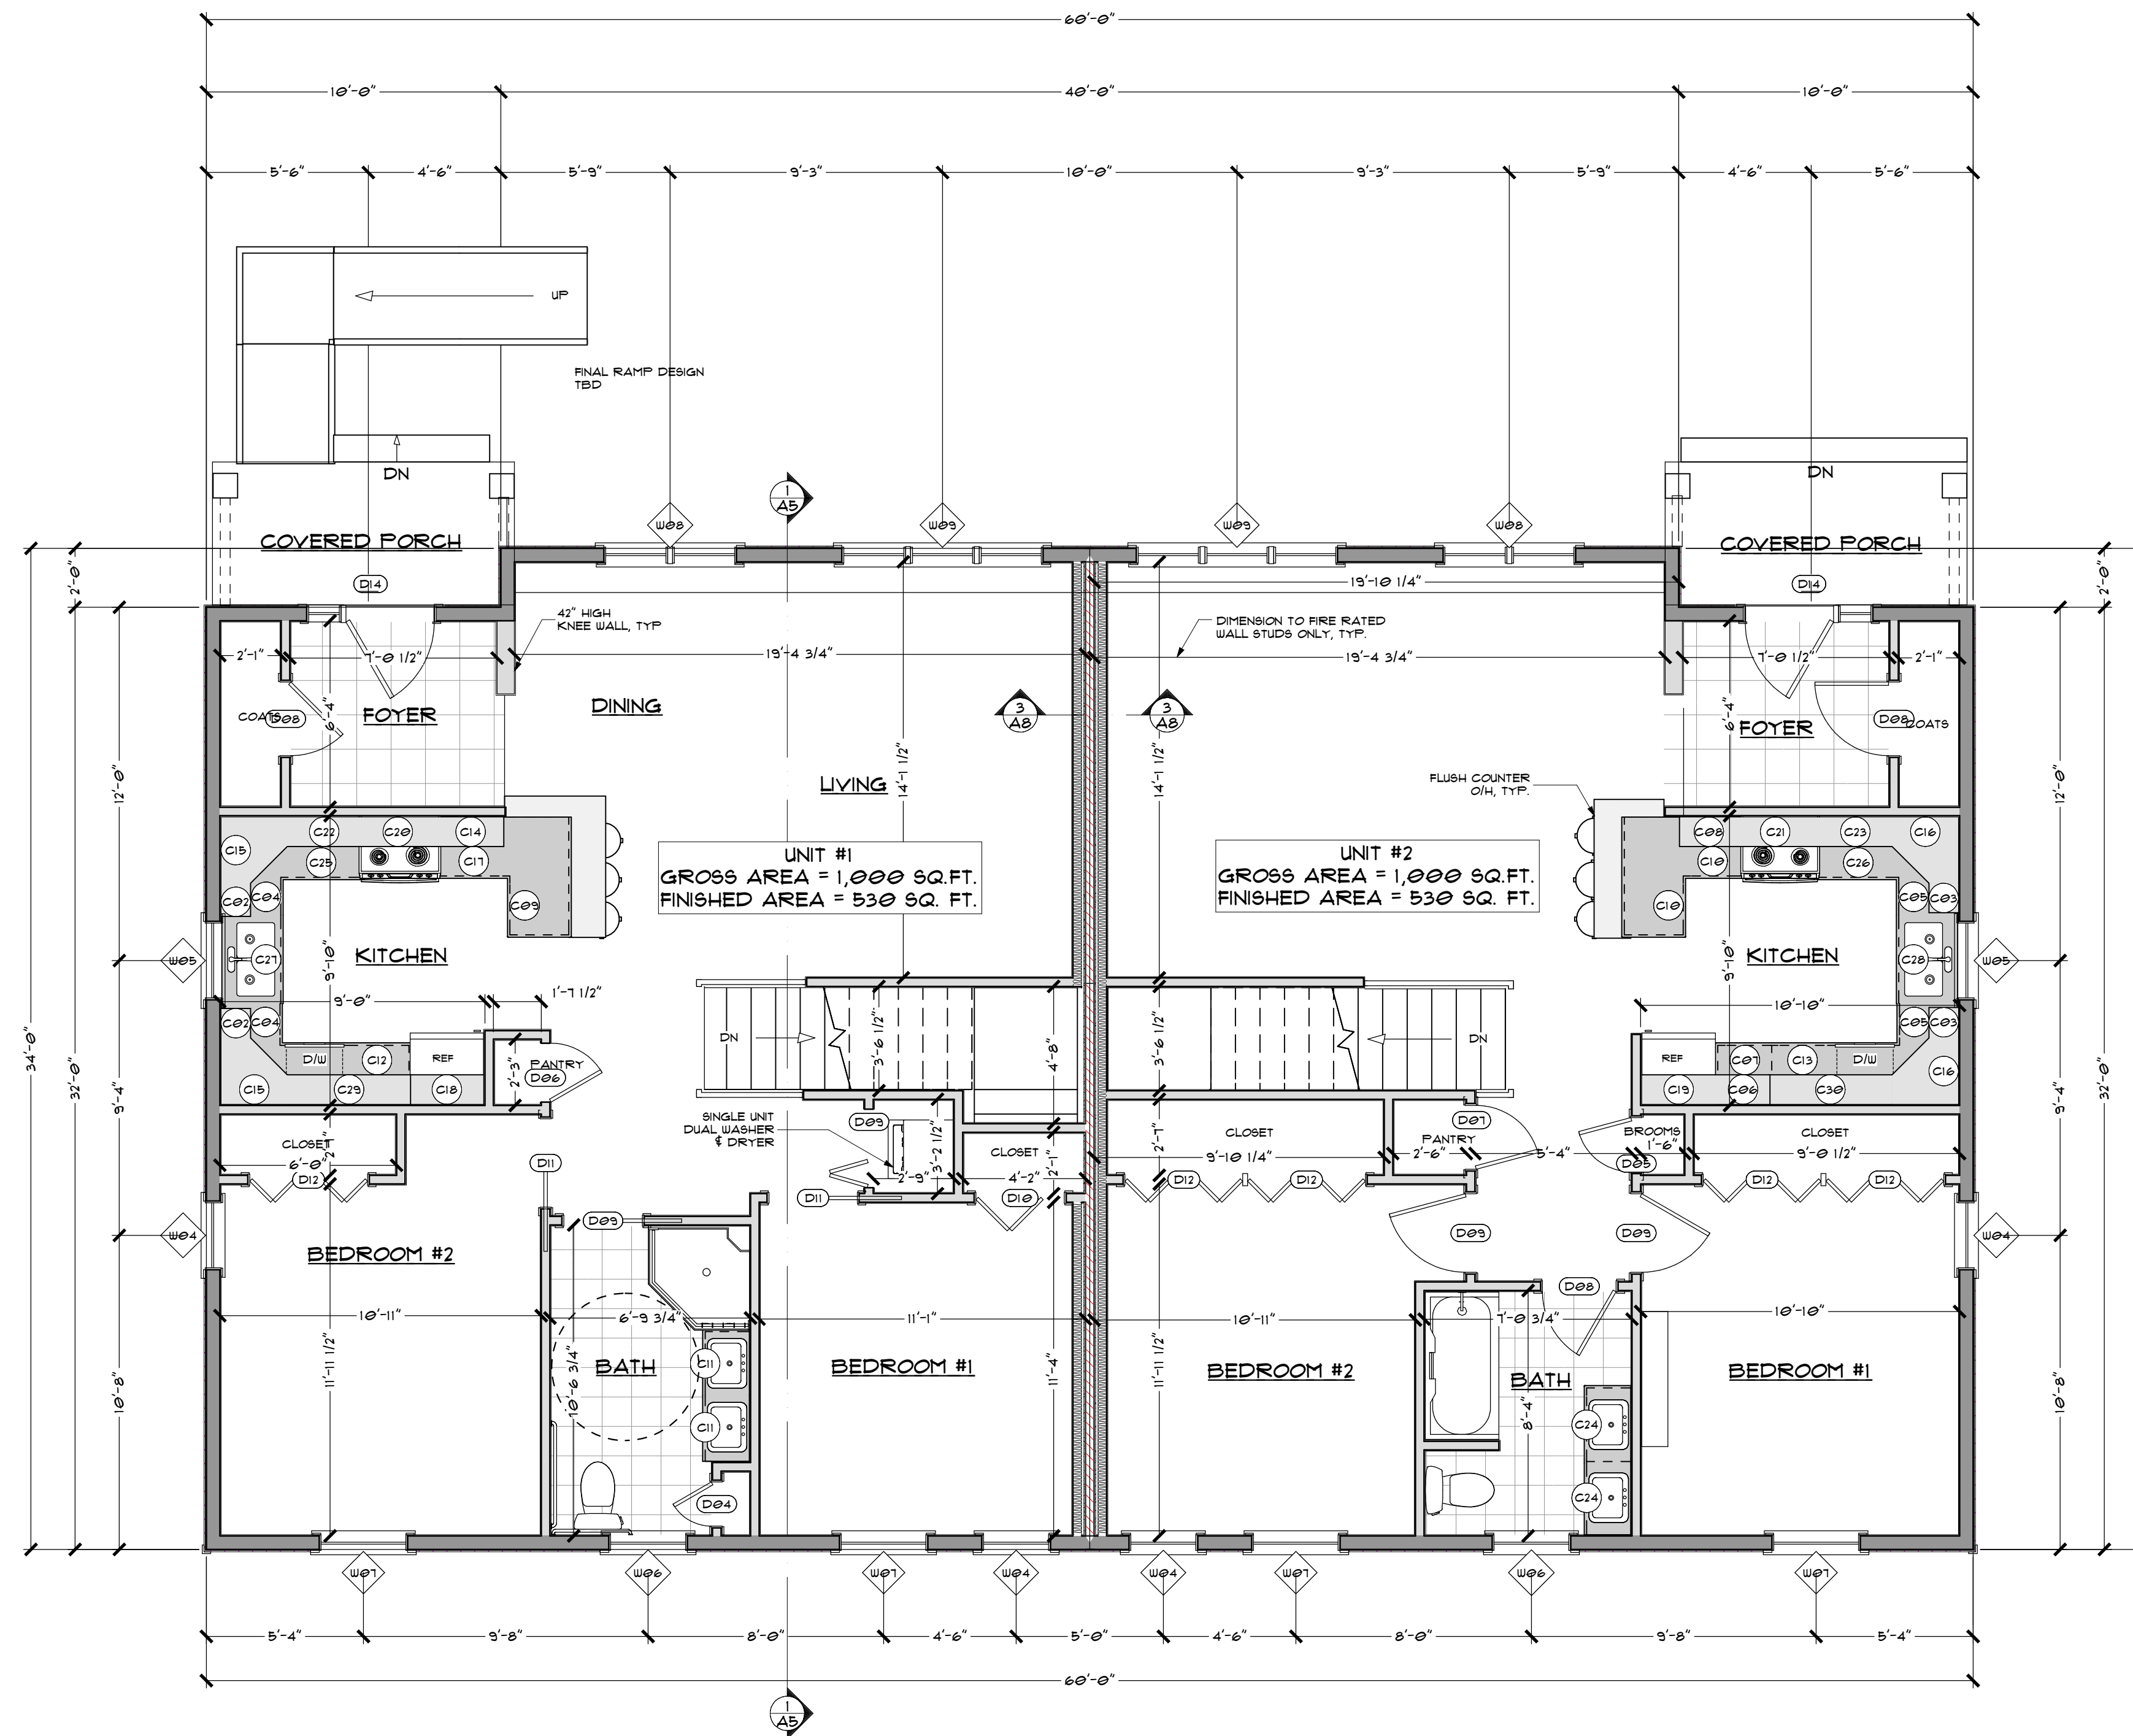 60'-0"
10'-0" 40'-0" 10'-0"
5'-6" 4'-6" 5'-9" 9'-3" 10'-0" 9'-3" 5'-9" 4'-6" 5'-6"
UP
FINAL RAMP DESIGN
TBD
DN
DN
1
A5
W08 W09 W09 W08
COVERED PORCH
COVERED PORCH
D14
D14
2'-0"
2'-0"
19'-10 1/4"
42" HIGH
KNEE WALL, TYP
DIMENSION TO FIRE RATED
WALL STUDS ONLY, TYP.
2'-1" 7'-0 1/2" 19'-4 3/4" 19'-4 3/4" 7'-0 1/2" 2'-1"
6'-4"
6'-4"
COATS D08 FOYER DINING
3
A8
3
A8
FOYER D08 COATS
12'-0"
12'-0"
LIVING
14'-1 1/2"
14'-1 1/2"
FLUSH COUNTER
O/H, TYP.
C15 C22 C20 C14
C25 C17
C02 C04 C09
C08 C21 C23 C16
C10 C26
C10 C05 C03
UNIT #1
GROSS AREA = 1,000 SQ.FT.
FINISHED AREA = 530 SQ. FT.
UNIT #2
GROSS AREA = 1,000 SQ.FT.
FINISHED AREA = 530 SQ. FT.
W05 C27 KITCHEN
9'-10"
KITCHEN C28 W05
9'-10"
9'-0" 1'-7 1/2"
10'-10"
C02 C04
C05 C03
DN
3'-6 1/2"
4'-8"
3'-6 1/2"
DN
34'-0"
32'-0"
9'-4"
9'-4"
32'-0"
D/W C12 REF
C15 C29 C18
2'-3"
PANTRY
D06
REF C07 C13 D/W
C19 C06 C30 C16
SINGLE UNIT
DUAL WASHER
& DRYER
D09
3'-2 1/2"
2'-9"
CLOSET
4'-2"
2'-1"
D11 D10
CLOSET
6'-0"
2'-1"
D12
D11
2'-7"
CLOSET
9'-10 1/4"
D12 D12
D07
PANTRY
2'-6" 5'-4"
BROOMS
1'-6"
D05
CLOSET
9'-0 1/2"
D12 D12
W04 D09 D09 D09 W04
BEDROOM #2
D08
10'-11" 6'-9 3/4" 11'-1" 10'-11" 7'-0 3/4" 10'-10"
10'-8"
11'-11 1/2"
10'-6 3/4"
BATH C11
C11
D04
BEDROOM #1
11'-4"
11'-11 1/2"
BEDROOM #2
BATH
8'-4"
C24
C24
BEDROOM #1
10'-8"
W07 W06 W07 W04 W04 W07 W06 W07
5'-4" 9'-8" 8'-0" 4'-6" 5'-0" 4'-6" 8'-0" 9'-8" 5'-4"
60'-0"
1
A5